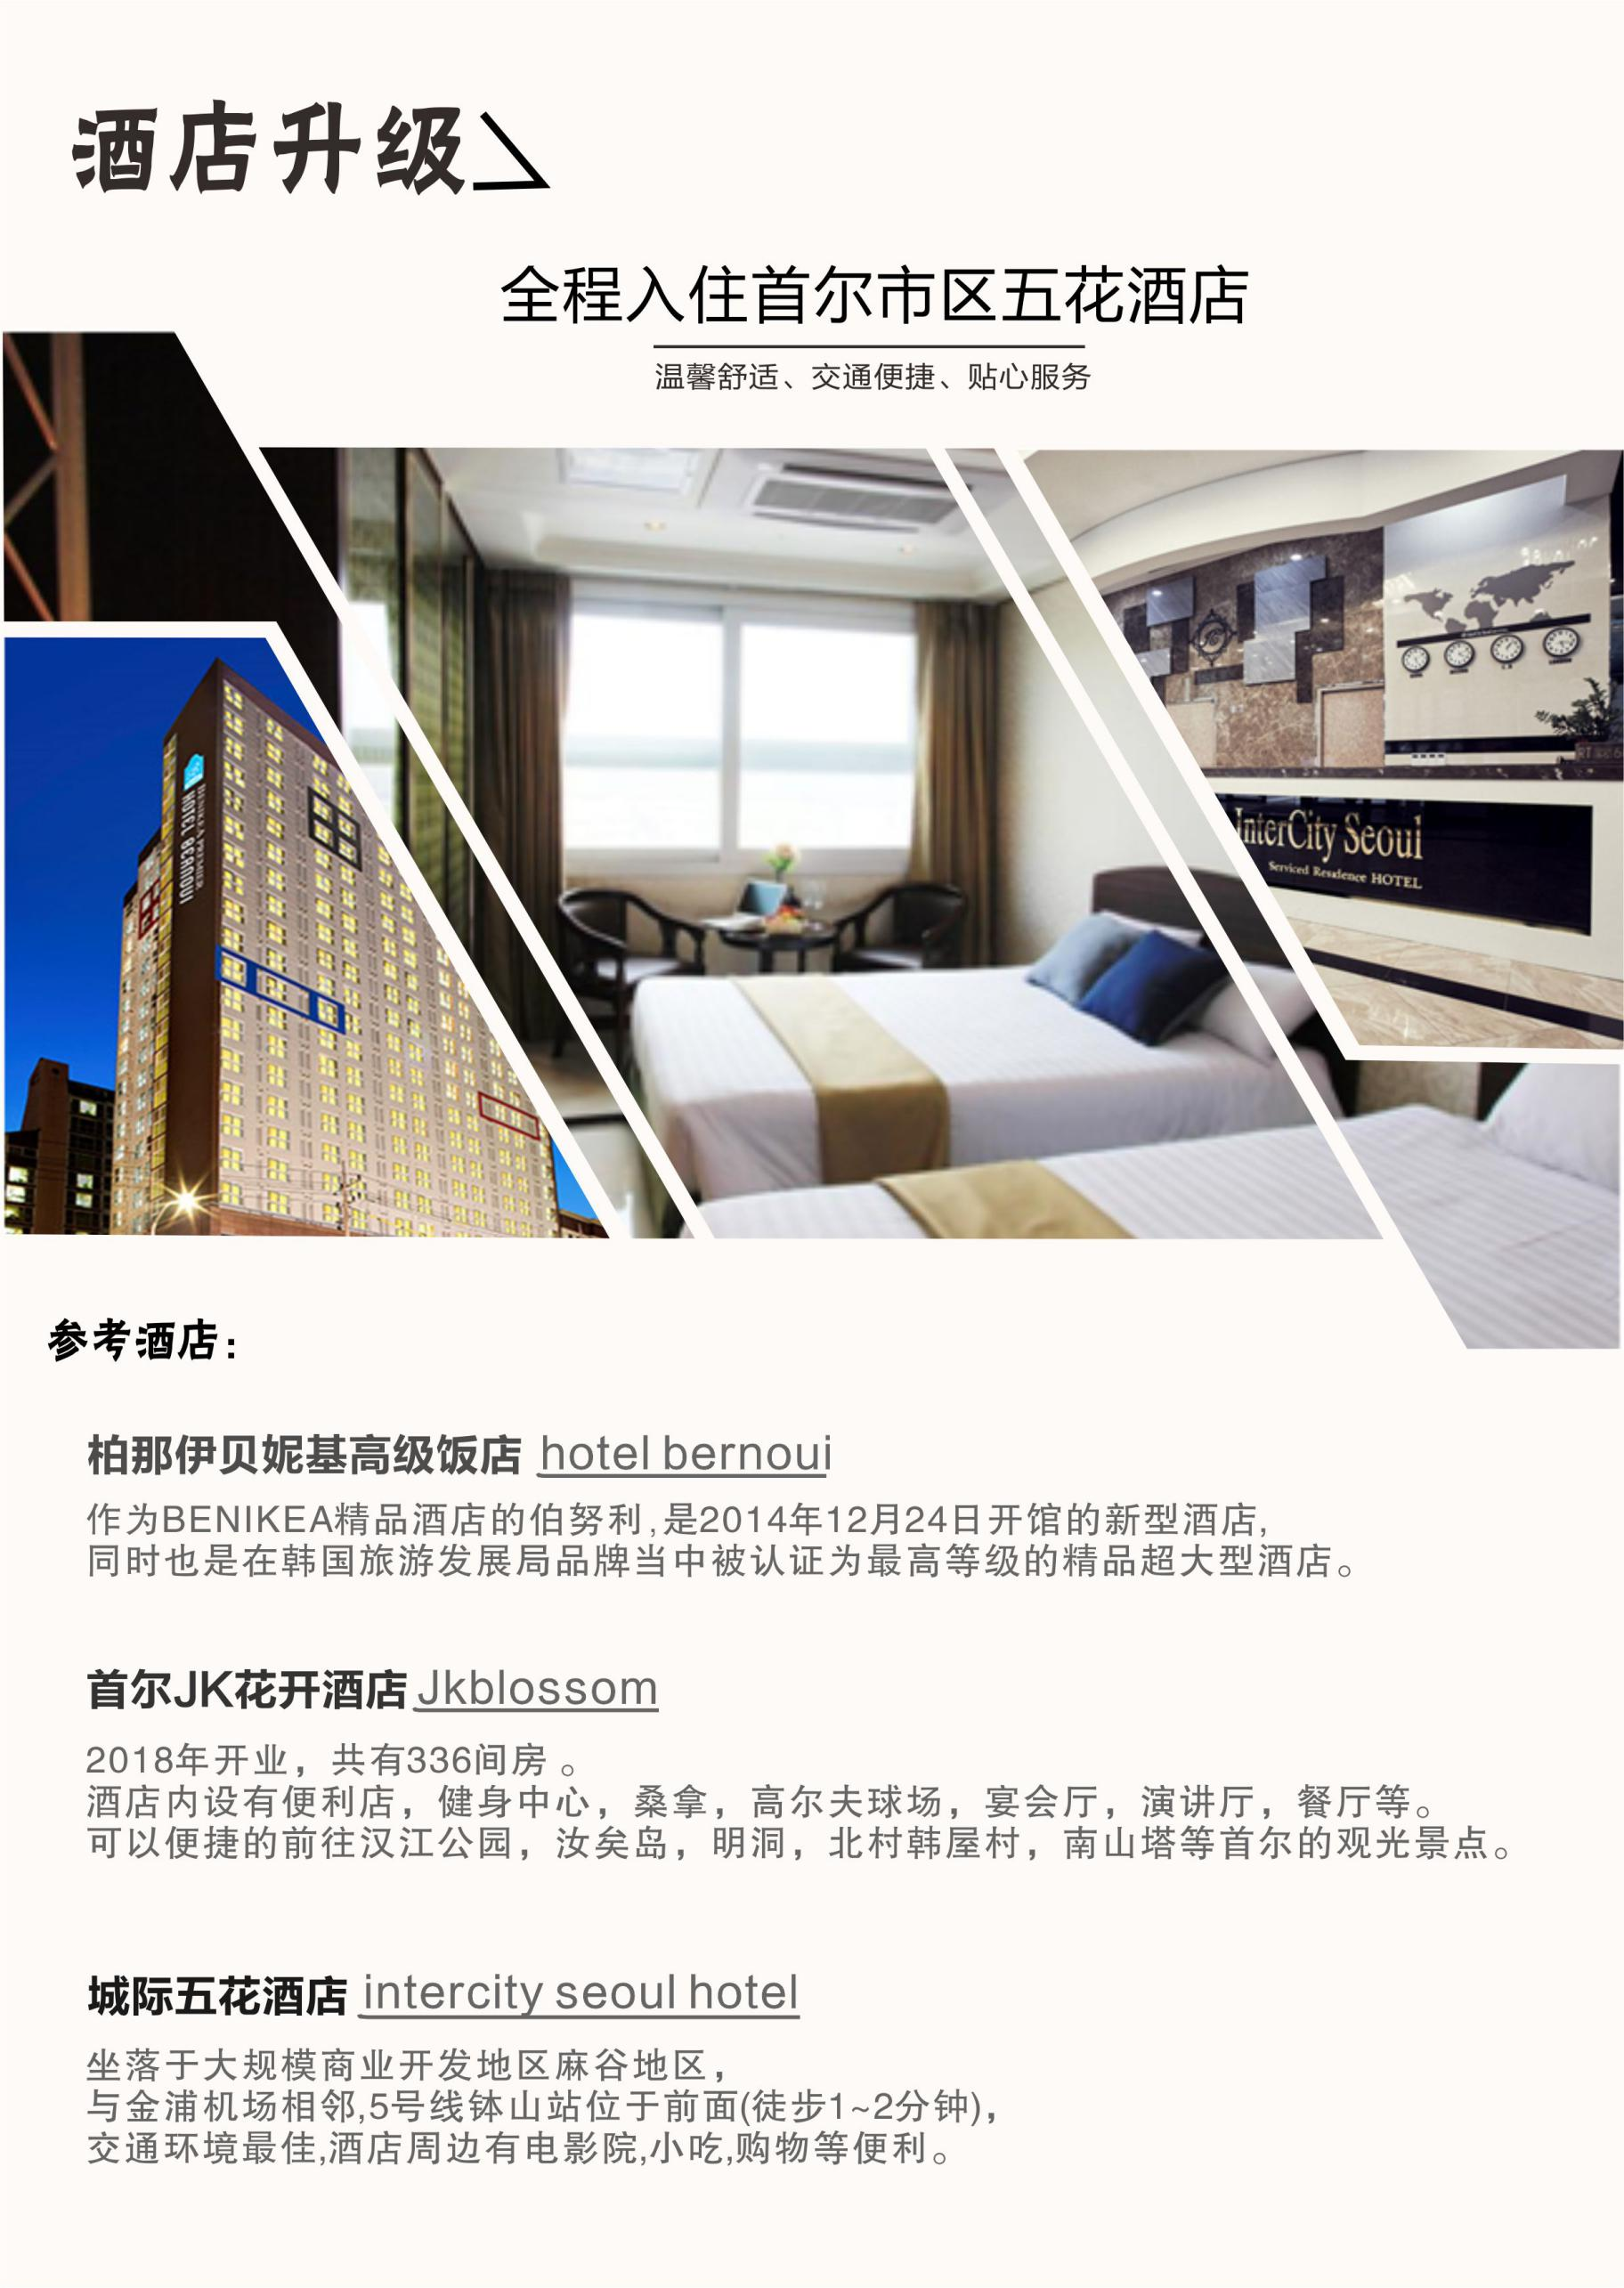 酒店升级
全程入住首尔市区五花酒店
温馨舒适、交通便捷、贴心服务
BENIKEA PREMIER
HOTEL BERNOUI
InterCity Seoul
Serviced Residence HOTEL
参考酒店：
柏那伊贝妮基高级饭店 hotel bernoui
作为BENIKEA精品酒店的伯努利,是2014年12月24日开馆的新型酒店,
同时也是在韩国旅游发展局品牌当中被认证为最高等级的精品超大型酒店。
首尔JK花开酒店 Jkblossom
2018年开业，共有336间房 。
酒店内设有便利店，健身中心，桑拿，高尔夫球场，宴会厅，演讲厅，餐厅等。
可以便捷的前往汉江公园，汝矣岛，明洞，北村韩屋村，南山塔等首尔的观光景点。
城际五花酒店 intercity seoul hotel
坐落于大规模商业开发地区麻谷地区，
与金浦机场相邻,5号线钵山站位于前面(徒步1~2分钟)，
交通环境最佳,酒店周边有电影院,小吃,购物等便利。